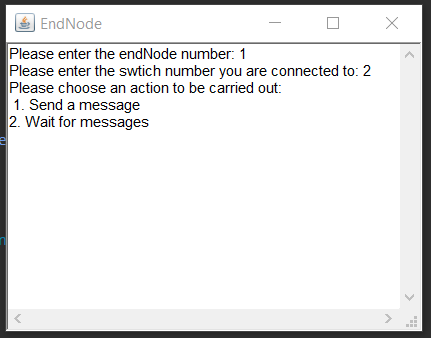 EndNode
Please enter the endNode number: 1
Please enter the swtich number you are connected to: 2
Please choose an action to be carried out:
 1. Send a message
2. Wait for messages